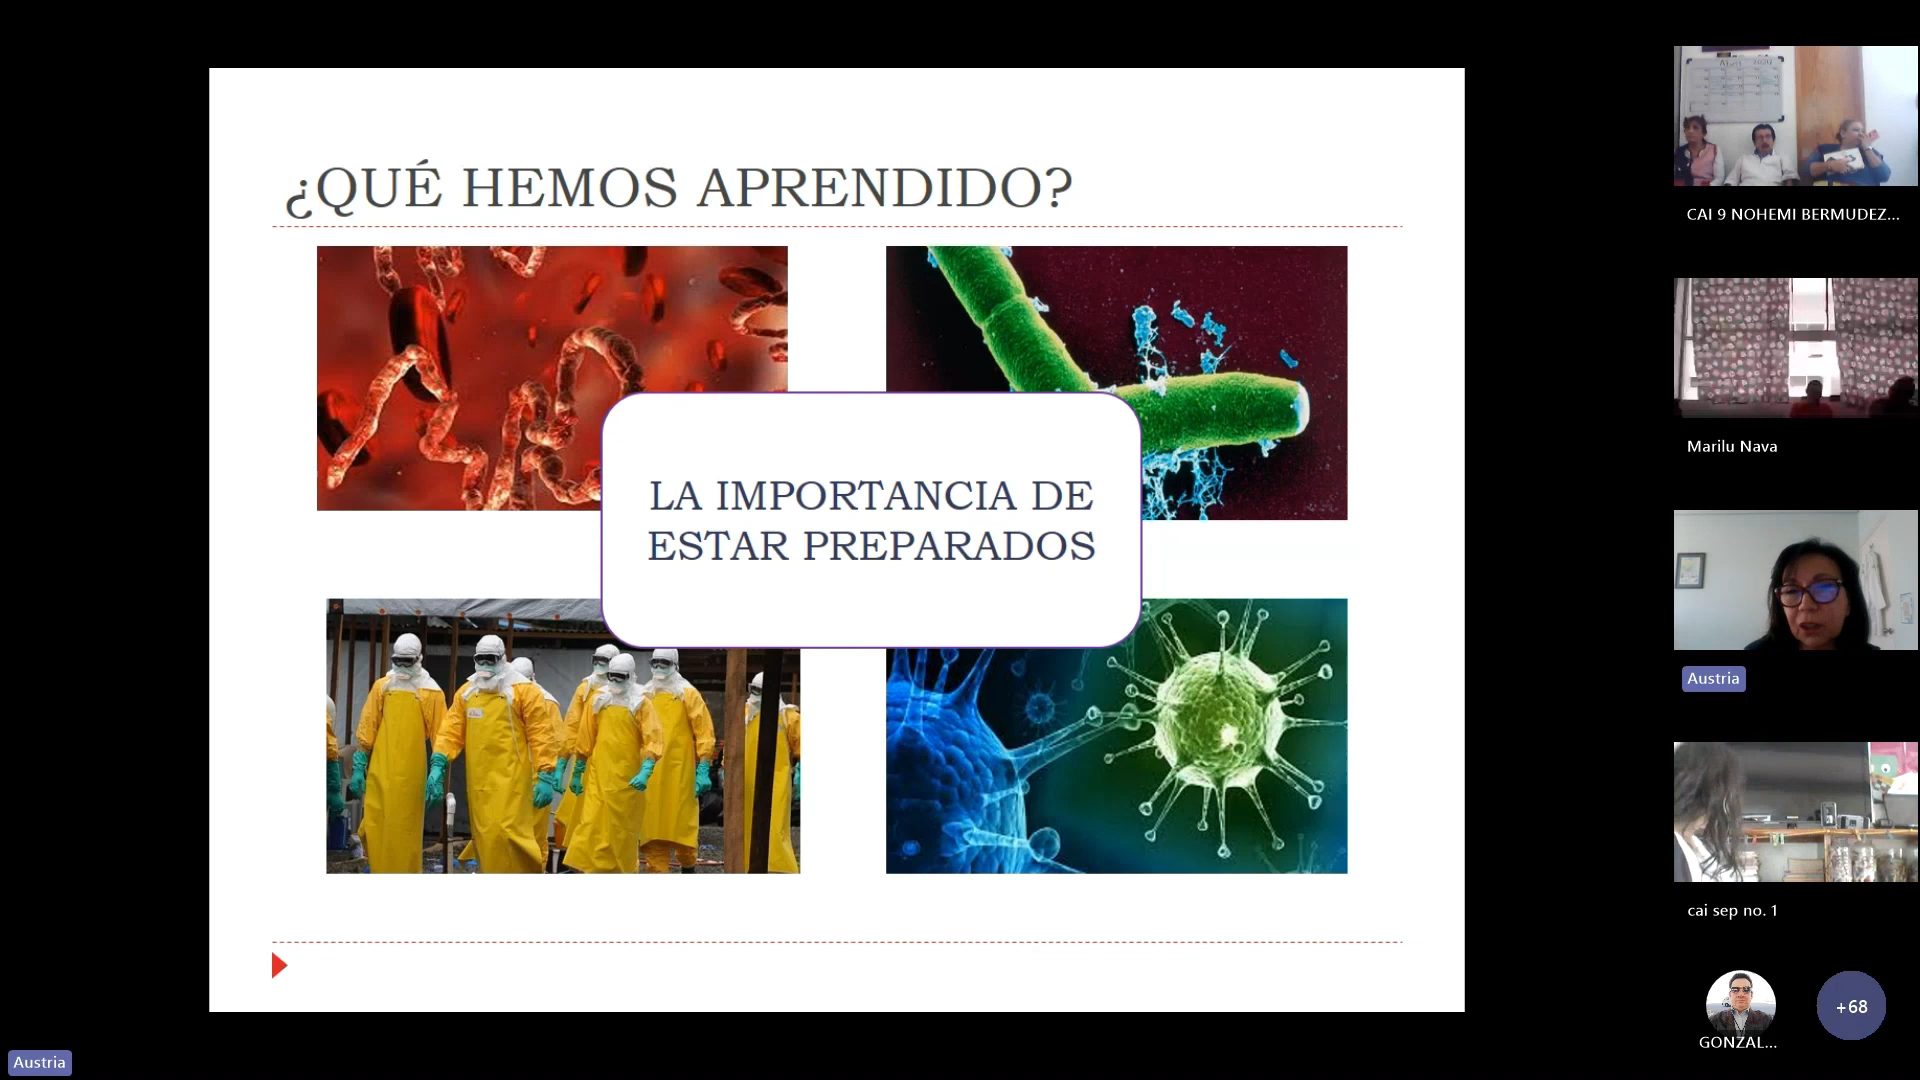 ¿QUÉ HEMOS APRENDIDO?
LA IMPORTANCIA DE
ESTAR PREPARADOS
CAI 9 NOHEMI BERMUDEZ...
Marilu Nava
Austria
cai sep no. 1
GONZAL...
+68
Austria